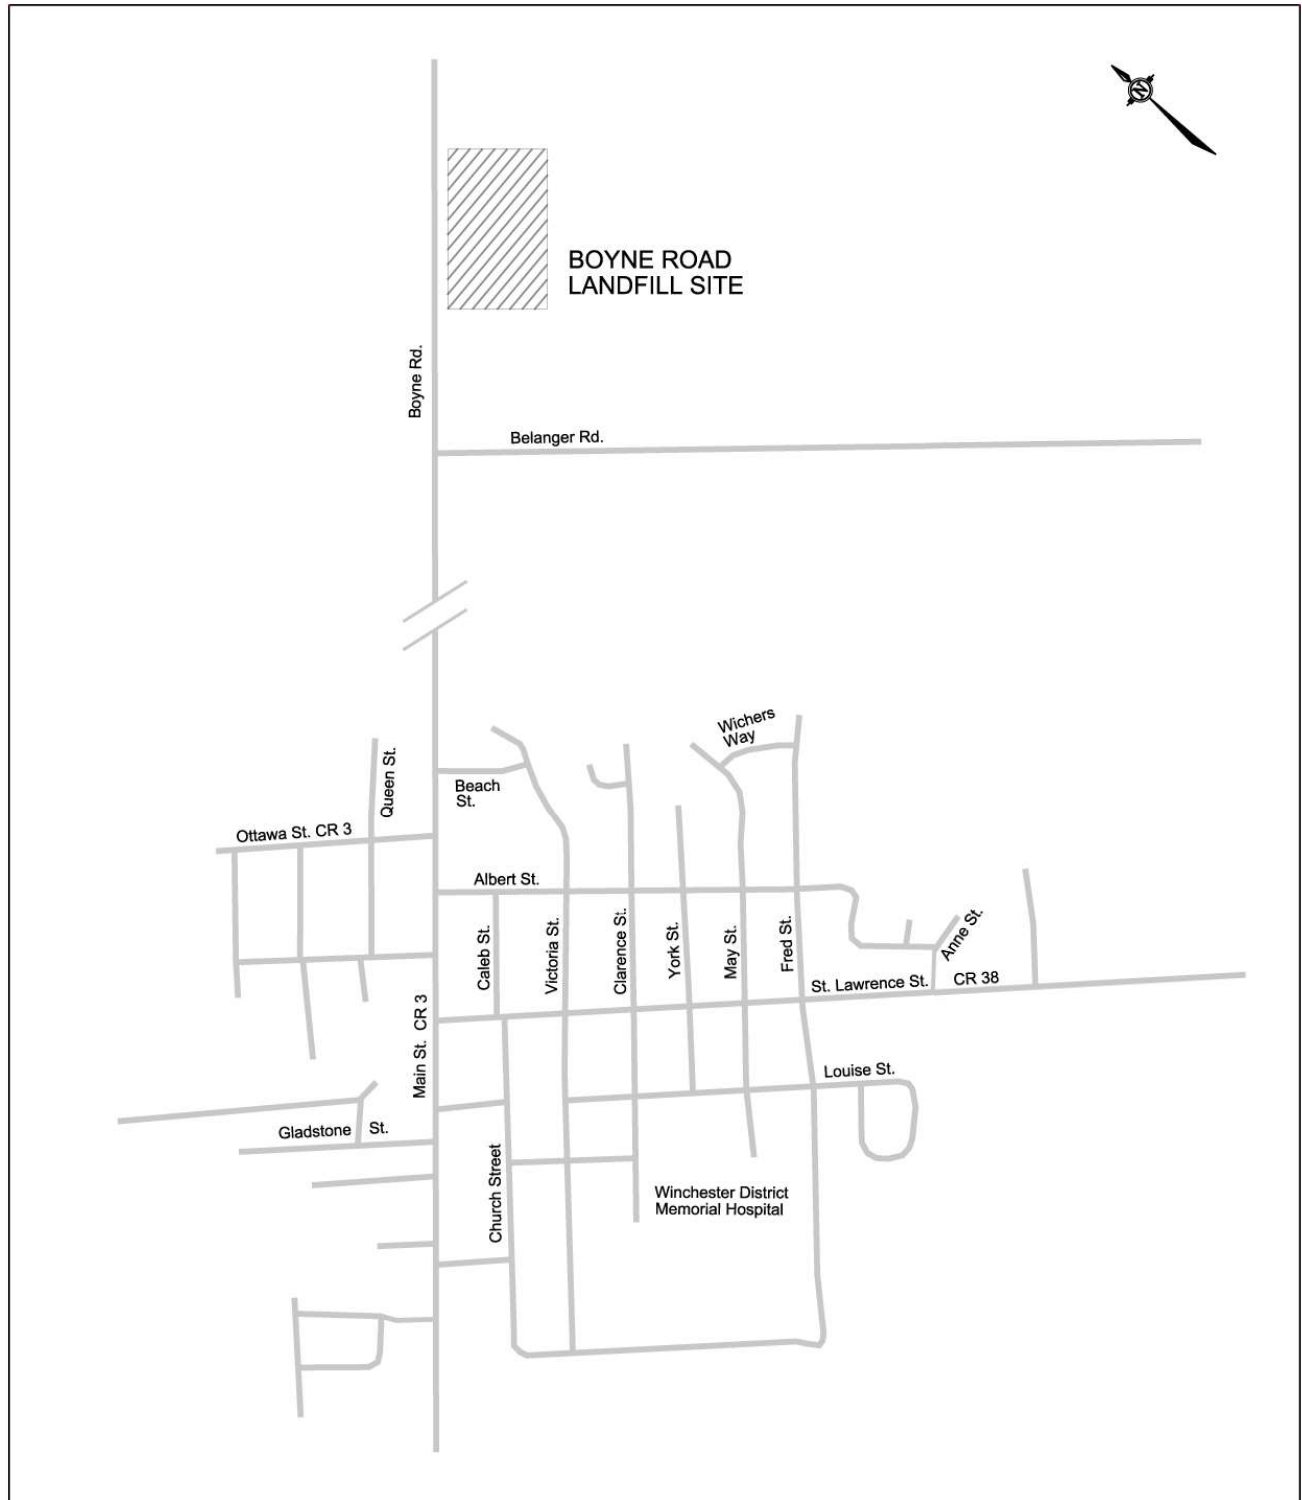 N
BOYNE ROAD
LANDFILL SITE
Boyne Rd.
Belanger Rd.
Wichers
Way
Queen St.
Beach
St.
Ottawa St. CR 3
Albert St.
Caleb St.
Victoria St.
Clarence St.
York St.
May St.
Fred St.
Anne St.
St. Lawrence St. CR 38
Main St. CR 3
Louise St.
Gladstone St.
Church Street
Winchester District
Memorial Hospital